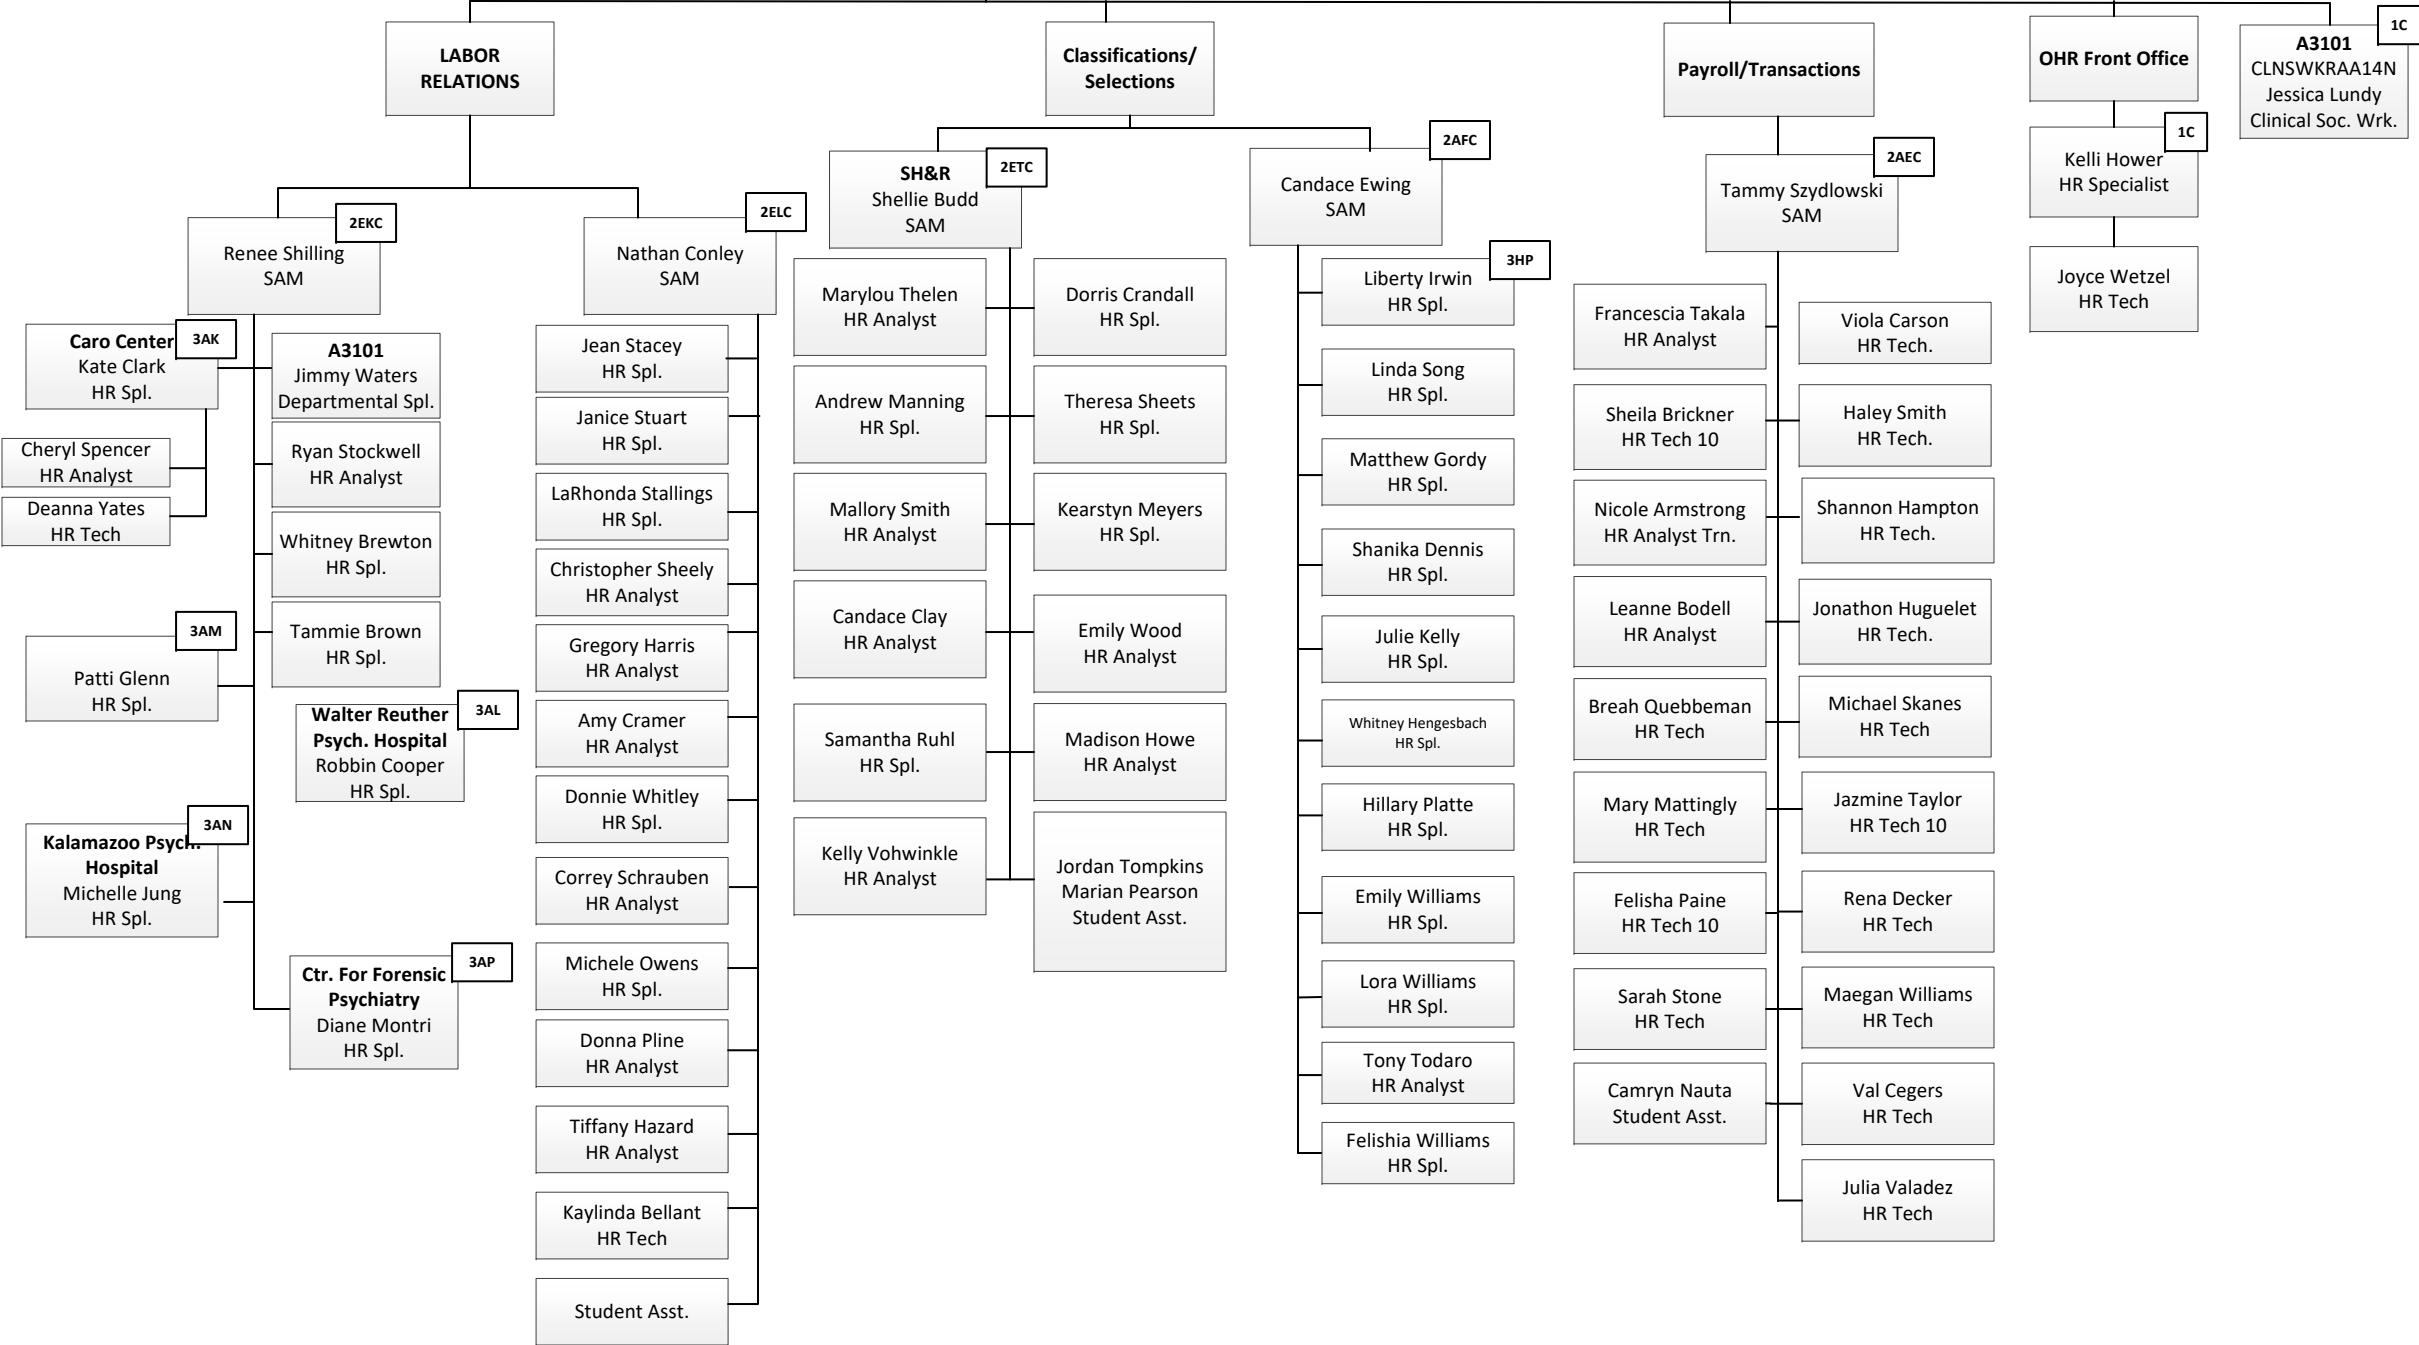 LABOR
RELATIONS
2EKC
Renee Shilling
SAM
3AK
Caro Center
Kate Clark
HR Spl.
Cheryl Spencer
HR Analyst
Deanna Yates
HR Tech
A3101
Jimmy Waters
Departmental Spl.
Ryan Stockwell
HR Analyst
Whitney Brewton
HR Spl.
Tammie Brown
HR Spl.
3AM
Patti Glenn
HR Spl.
3AL
Walter Reuther
Psych. Hospital
Robbin Cooper
HR Spl.
3AN
Kalamazoo Psych.
Hospital
Michelle Jung
HR Spl.
3AP
Ctr. For Forensic
Psychiatry
Diane Montri
HR Spl.
2ELC
Nathan Conley
SAM
Jean Stacey
HR Spl.
Janice Stuart
HR Spl.
LaRhonda Stallings
HR Spl.
Christopher Sheely
HR Analyst
Gregory Harris
HR Analyst
Amy Cramer
HR Analyst
Donnie Whitley
HR Spl.
Correy Schrauben
HR Analyst
Michele Owens
HR Spl.
Donna Pline
HR Analyst
Tiffany Hazard
HR Analyst
Kaylinda Bellant
HR Tech
Student Asst.
Classifications/
Selections
2ETC
SH&R
Shellie Budd
SAM
Marylou Thelen
HR Analyst
Dorris Crandall
HR Spl.
Andrew Manning
HR Spl.
Theresa Sheets
HR Spl.
Mallory Smith
HR Analyst
Kearstyn Meyers
HR Spl.
Candace Clay
HR Analyst
Emily Wood
HR Analyst
Samantha Ruhl
HR Spl.
Madison Howe
HR Analyst
Kelly Vohwinkle
HR Analyst
Jordan Tompkins
Marian Pearson
Student Asst.
2AFC
Candace Ewing
SAM
3HP
Liberty Irwin
HR Spl.
Linda Song
HR Spl.
Matthew Gordy
HR Spl.
Shanika Dennis
HR Spl.
Julie Kelly
HR Spl.
Whitney Hengesbach
HR Spl.
Hillary Platte
HR Spl.
Emily Williams
HR Spl.
Lora Williams
HR Spl.
Tony Todaro
HR Analyst
Felishia Williams
HR Spl.
Payroll/Transactions
2AEC
Tammy Szydlowski
SAM
Francescia Takala
HR Analyst
Viola Carson
HR Tech.
Sheila Brickner
HR Tech 10
Haley Smith
HR Tech.
Nicole Armstrong
HR Analyst Trn.
Shannon Hampton
HR Tech.
Leanne Bodell
HR Analyst
Jonathon Huguelet
HR Tech.
Breah Quebbeman
HR Tech
Michael Skanes
HR Tech
Mary Mattingly
HR Tech
Jazmine Taylor
HR Tech 10
Felisha Paine
HR Tech 10
Rena Decker
HR Tech
Sarah Stone
HR Tech
Maegan Williams
HR Tech
Camryn Nauta
Student Asst.
Val Cegers
HR Tech
Julia Valadez
HR Tech
OHR Front Office
1C
Kelli Hower
HR Specialist
Joyce Wetzel
HR Tech
1C
A3101
CLNSWKRAA14N
Jessica Lundy
Clinical Soc. Wrk.